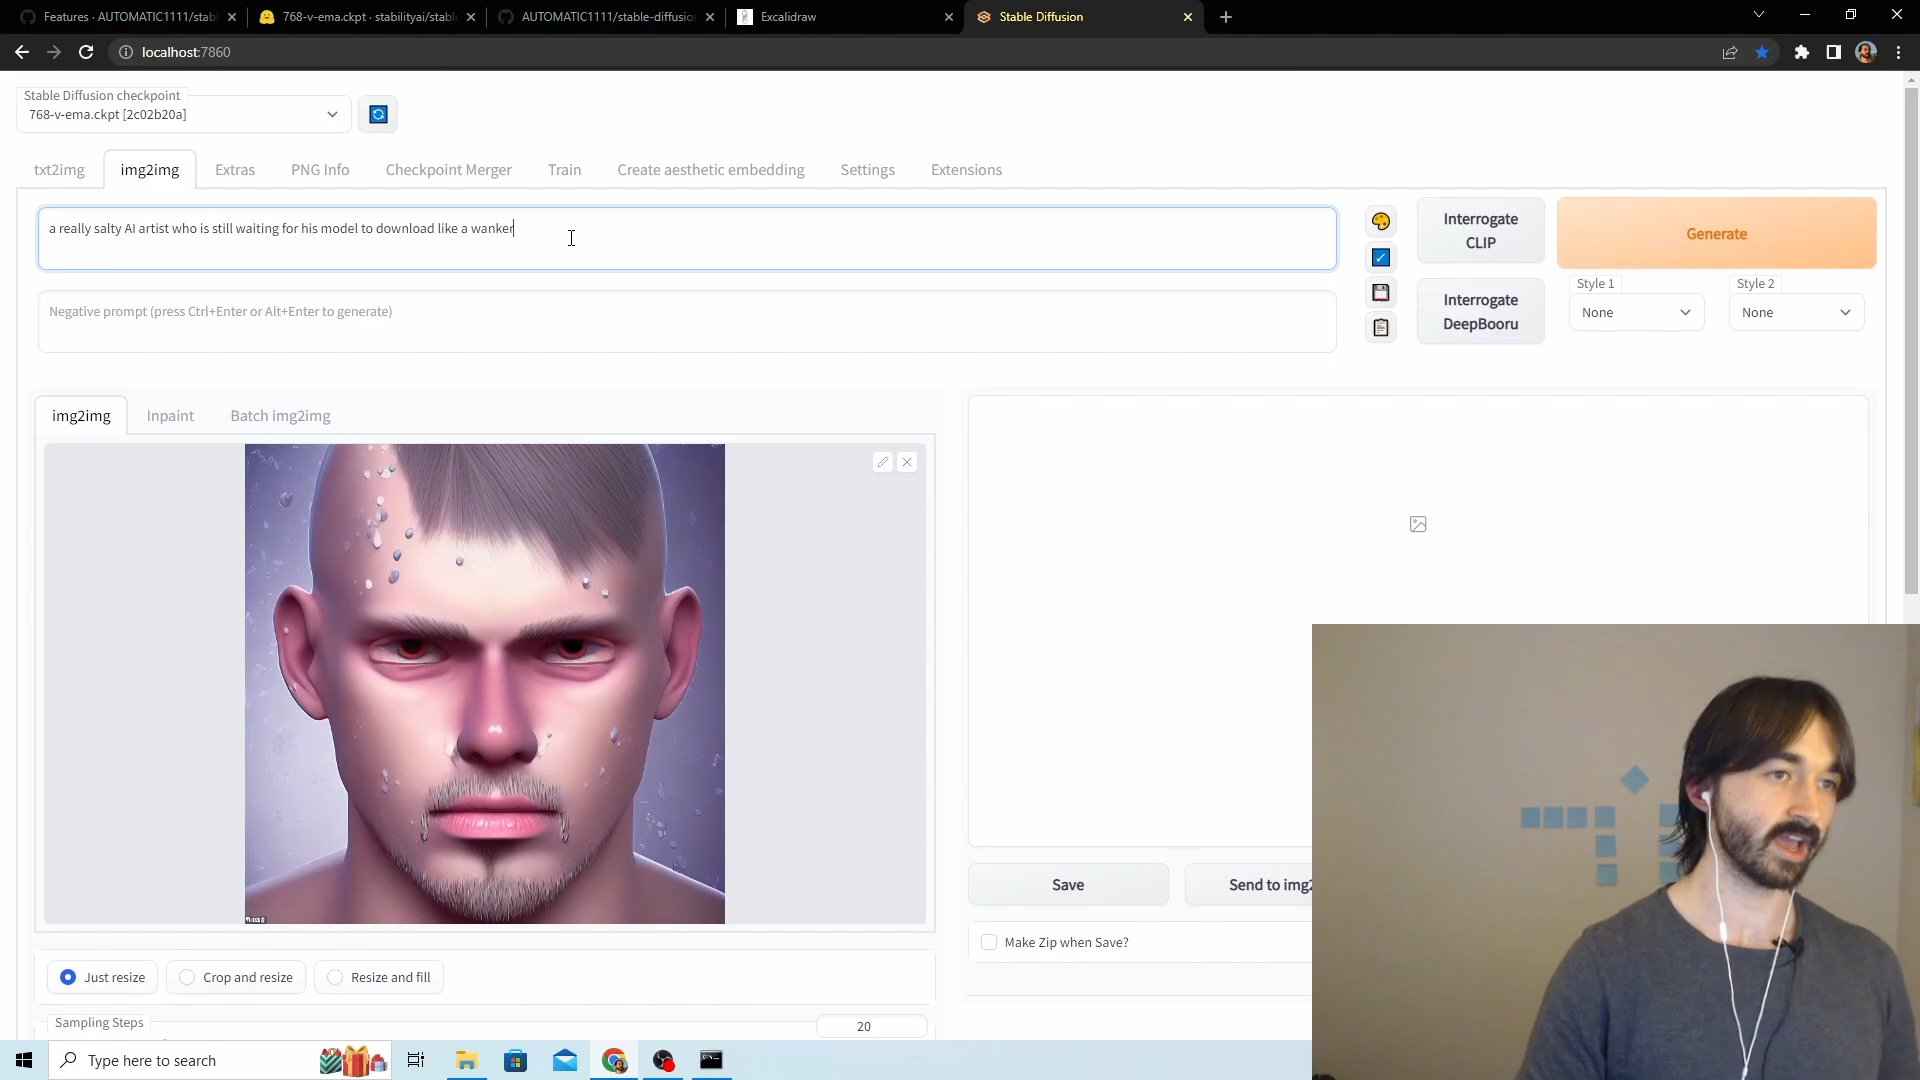 Features · AUTOMATIC1111/stabl
768-v-ema.ckpt · stabilityai/stable
AUTOMATIC1111/stable-diffusion
Excalidraw
Stable Diffusion
localhost:7860
Stable Diffusion checkpoint
768-v-ema.ckpt [2c02b20a]
txt2img
img2img
Extras
PNG Info
Checkpoint Merger
Train
Create aesthetic embedding
Settings
Extensions
a really salty AI artist who is still waiting for his model to download like a wanker
Negative prompt (press Ctrl+Enter or Alt+Enter to generate)
Interrogate
CLIP
Interrogate
DeepBooru
Generate
Style 1
None
Style 2
None
img2img
Inpaint
Batch img2img
Save
Send to img2
Make Zip when Save?
Just resize
Crop and resize
Resize and fill
Sampling Steps
20
Type here to search